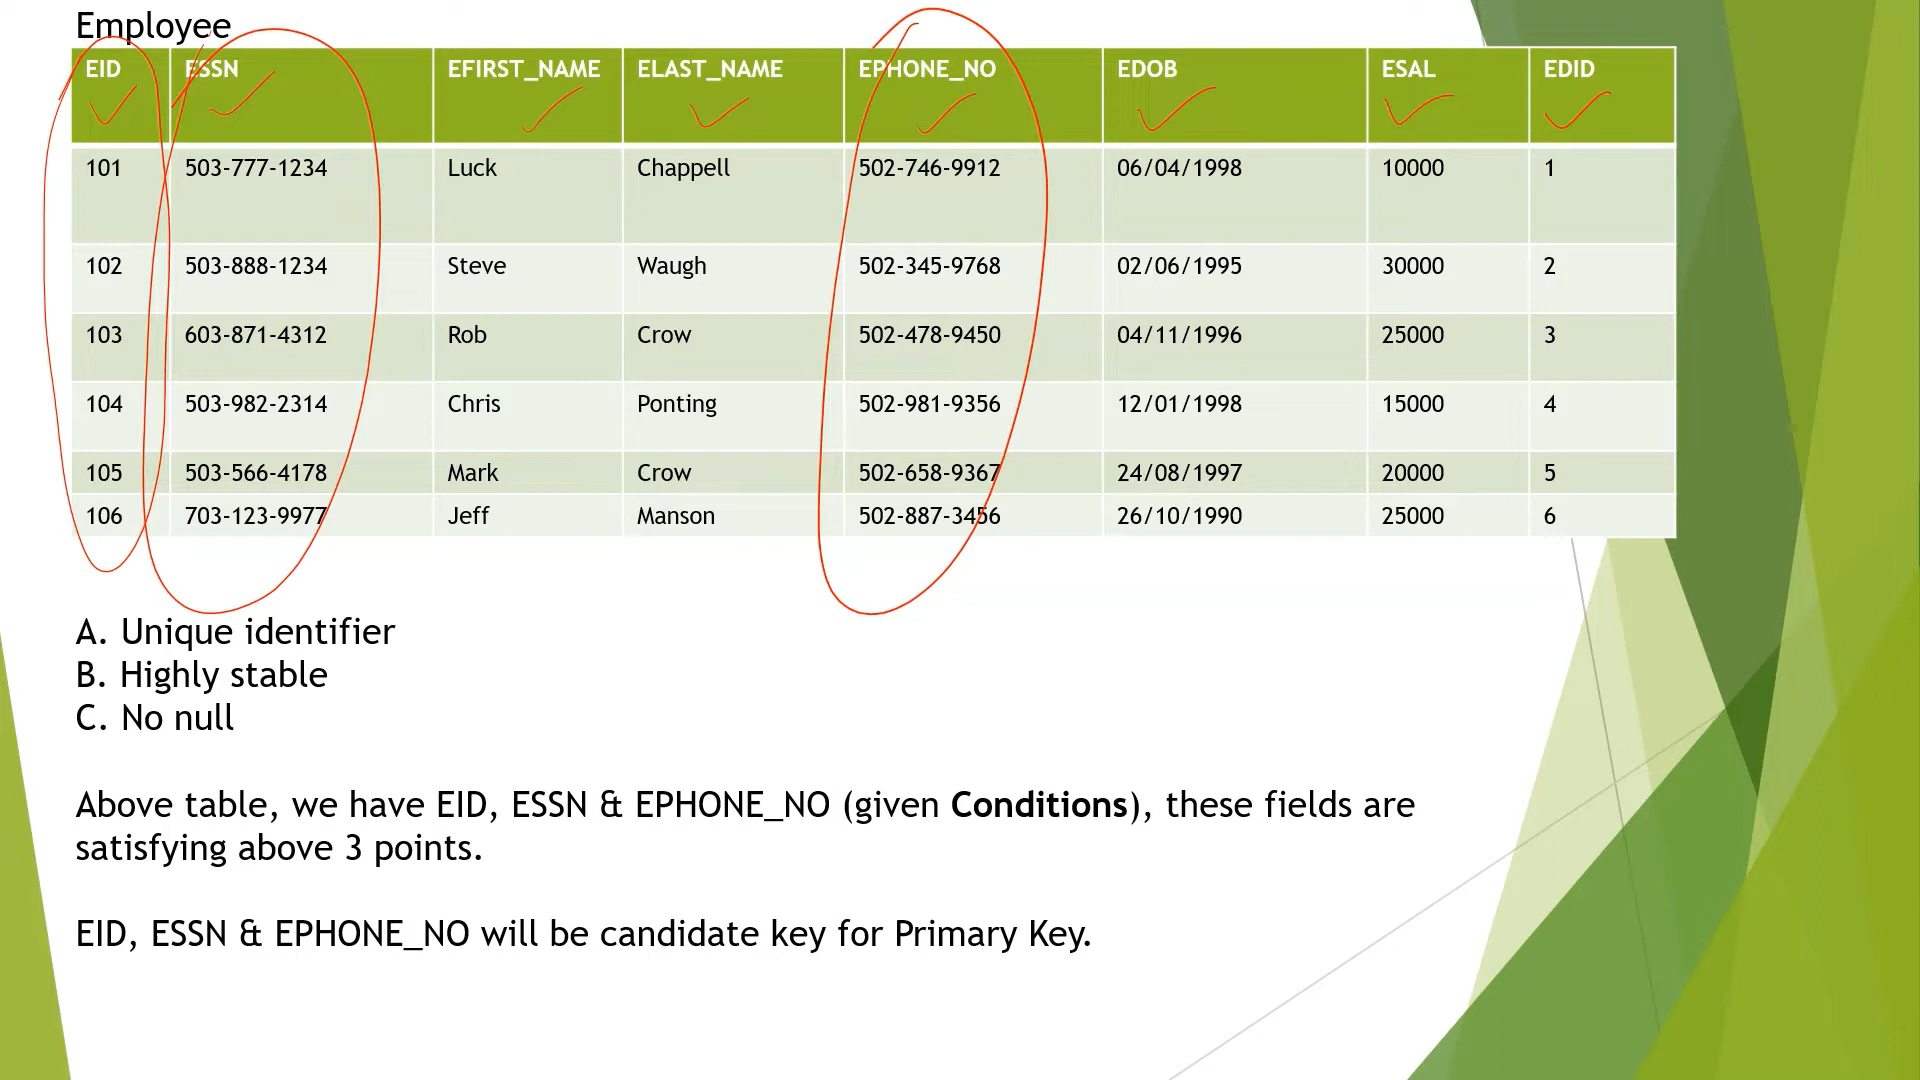 Employee
EID ESSN EFIRST_NAME ELAST_NAME EPHONE_NO EDOB ESAL EDID
101 503-777-1234 Luck Chappell 502-746-9912 06/04/1998 10000 1
102 503-888-1234 Steve Waugh 502-345-9768 02/06/1995 30000 2
103 603-871-4312 Rob Crow 502-478-9450 04/11/1996 25000 3
104 503-982-2314 Chris Ponting 502-981-9356 12/01/1998 15000 4
105 503-566-4178 Mark Crow 502-658-9367 24/08/1997 20000 5
106 703-123-9977 Jeff Manson 502-887-3456 26/10/1990 25000 6
A. Unique identifier
B. Highly stable
C. No null
Above table, we have EID, ESSN & EPHONE_NO (given Conditions), these fields are
satisfying above 3 points.
EID, ESSN & EPHONE_NO will be candidate key for Primary Key.